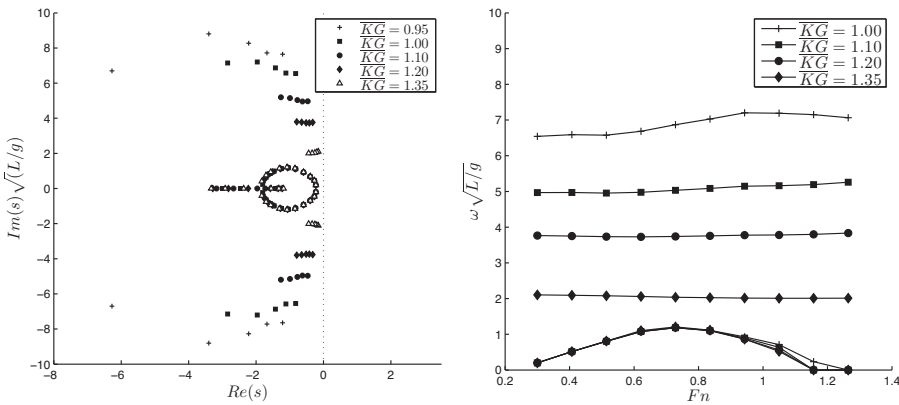 10
8
6
4
2
0
−2
−4
−6
−8
−10
−8
−6
−4
−2
0
2
Im(s)√(L/g)
Re(s)
KG = 0.95
KG = 1.00
KG = 1.10
KG = 1.20
KG = 1.35
10
9
8
7
6
5
4
3
2
1
0
0.2
0.4
0.6
0.8
1
1.2
1.4
ω√L/g
Fn
KG = 1.00
KG = 1.10
KG = 1.20
KG = 1.35